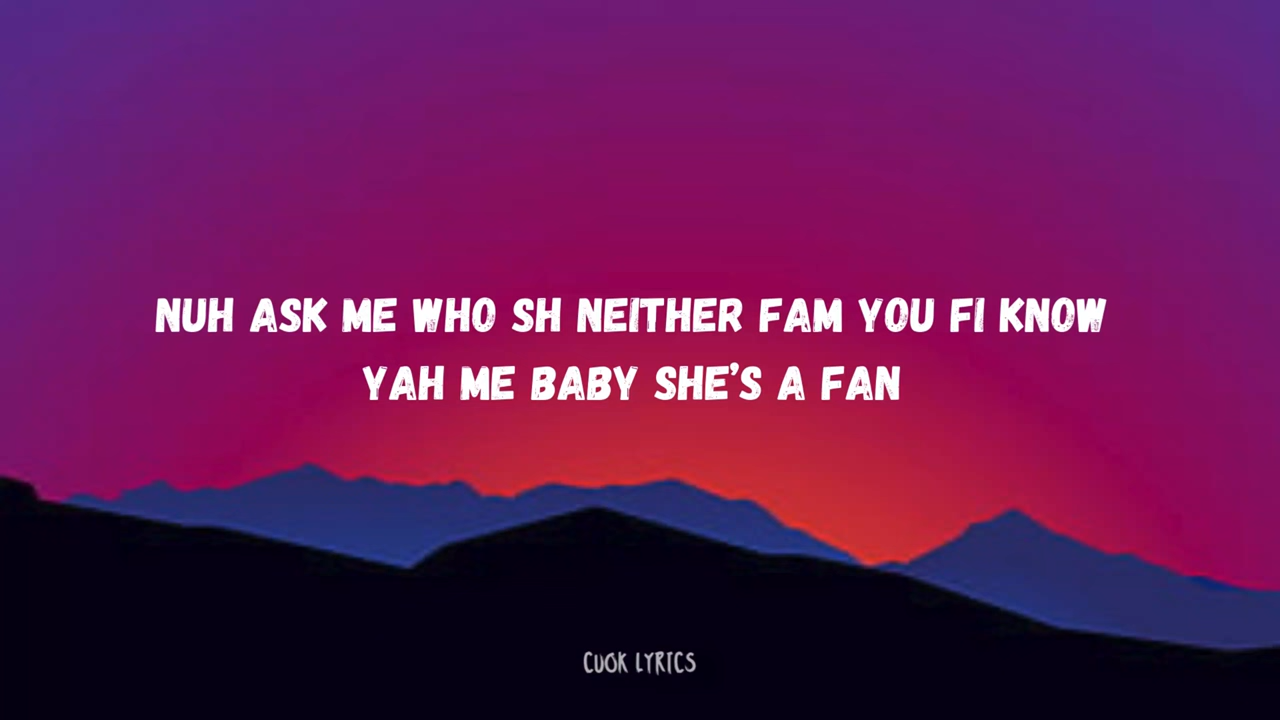 NUH ASK ME WHO SH NEITHER FAM YOU FI KNOW
YAH ME BABY SHE'S A FAN
CUOK LYRICS